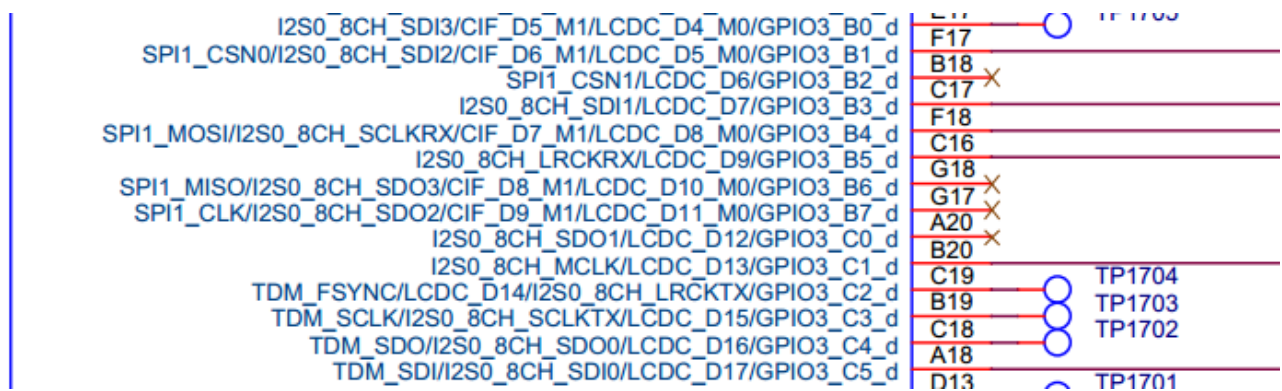 I2S0_8CH_SDI3/CIF_D5_M1/LCDC_D4_M0/GPIO3_B0_d E17 TP1705
SPI1_CSN0/I2S0_8CH_SDI2/CIF_D6_M1/LCDC_D5_M0/GPIO3_B1_d F17
SPI1_CSN1/LCDC_D6/GPIO3_B2_d B18
I2S0_8CH_SDI1/LCDC_D7/GPIO3_B3_d C17
SPI1_MOSI/I2S0_8CH_SCLKRX/CIF_D7_M1/LCDC_D8_M0/GPIO3_B4_d F18
I2S0_8CH_LRCKRX/LCDC_D9/GPIO3_B5_d C16
SPI1_MISO/I2S0_8CH_SDO3/CIF_D8_M1/LCDC_D10_M0/GPIO3_B6_d G18
SPI1_CLK/I2S0_8CH_SDO2/CIF_D9_M1/LCDC_D11_M0/GPIO3_B7_d G17
I2S0_8CH_SDO1/LCDC_D12/GPIO3_C0_d A20
I2S0_8CH_MCLK/LCDC_D13/GPIO3_C1_d B20
TDM_FSYNC/LCDC_D14/I2S0_8CH_LRCKTX/GPIO3_C2_d C19 TP1704
TDM_SCLK/I2S0_8CH_SCLKTX/LCDC_D15/GPIO3_C3_d B19 TP1703
TDM_SDO/I2S0_8CH_SDO0/LCDC_D16/GPIO3_C4_d C18 TP1702
TDM_SDI/I2S0_8CH_SDI0/LCDC_D17/GPIO3_C5_d A18
D13 TP1701